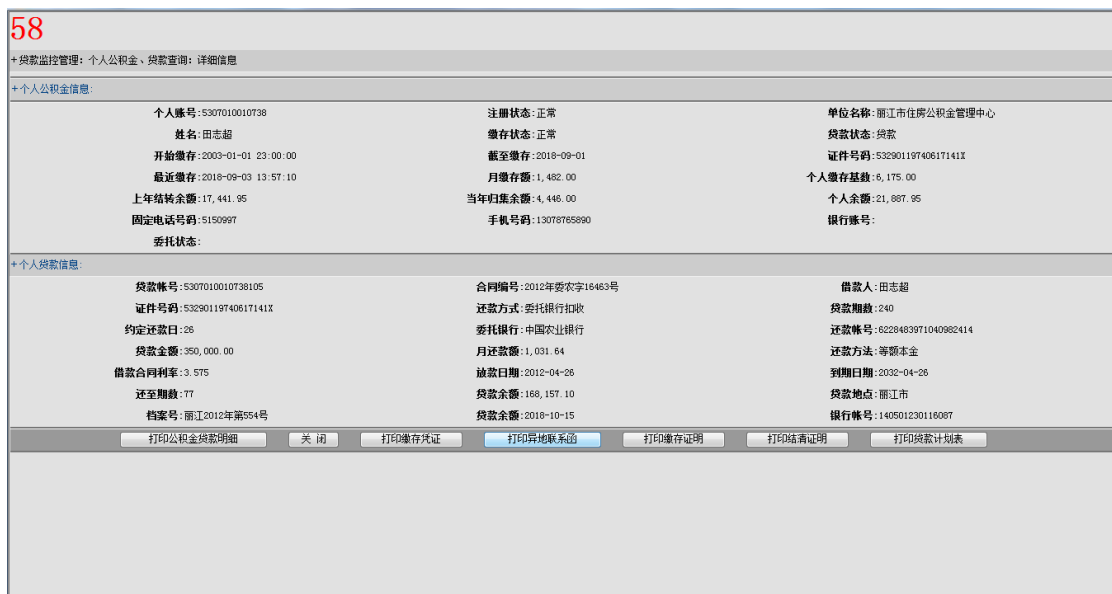 58
+贷款监控管理：个人公积金、贷款查询：详细信息
+个人公积金信息：
个人账号:5307010010738 注册状态:正常 单位名称:丽江市住房公积金管理中心
姓名:田志超 缴存状态:正常 贷款状态:贷款
开始缴存:2003-01-01 23:00:00 截至缴存:2018-09-01 证件号码:53290119740617141X
最近缴存:2018-09-03 13:57:10 月缴存额:1,482.00 个人缴存基数:6,175.00
上年结转余额:17,441.95 当年归集余额:4,446.00 个人余额:21,887.95
固定电话号码:5150997 手机号码:13078765890 银行账号:
委托状态:
+个人贷款信息：
贷款帐号:5307010010738105 合同编号:2012年委农字16463号 借款人:田志超
证件号码:53290119740617141X 还款方式:委托银行扣收 贷款期数:240
约定还款日:26 委托银行:中国农业银行 还款帐号:6228483971040982414
贷款金额:350,000.00 月还款额:1,031.64 还款方法:等额本金
借款合同利率:3.575 放款日期:2012-04-26 到期日期:2032-04-26
还至期数:77 贷款余额:168,157.10 贷款地点:丽江市
档案号:丽江2012年第554号 贷款余额:2018-10-15 银行帐号:140501230116087
打印公积金贷款明细 关 闭 打印缴存凭证 打印异地联系函 打印缴存证明 打印结清证明 打印贷款计划表